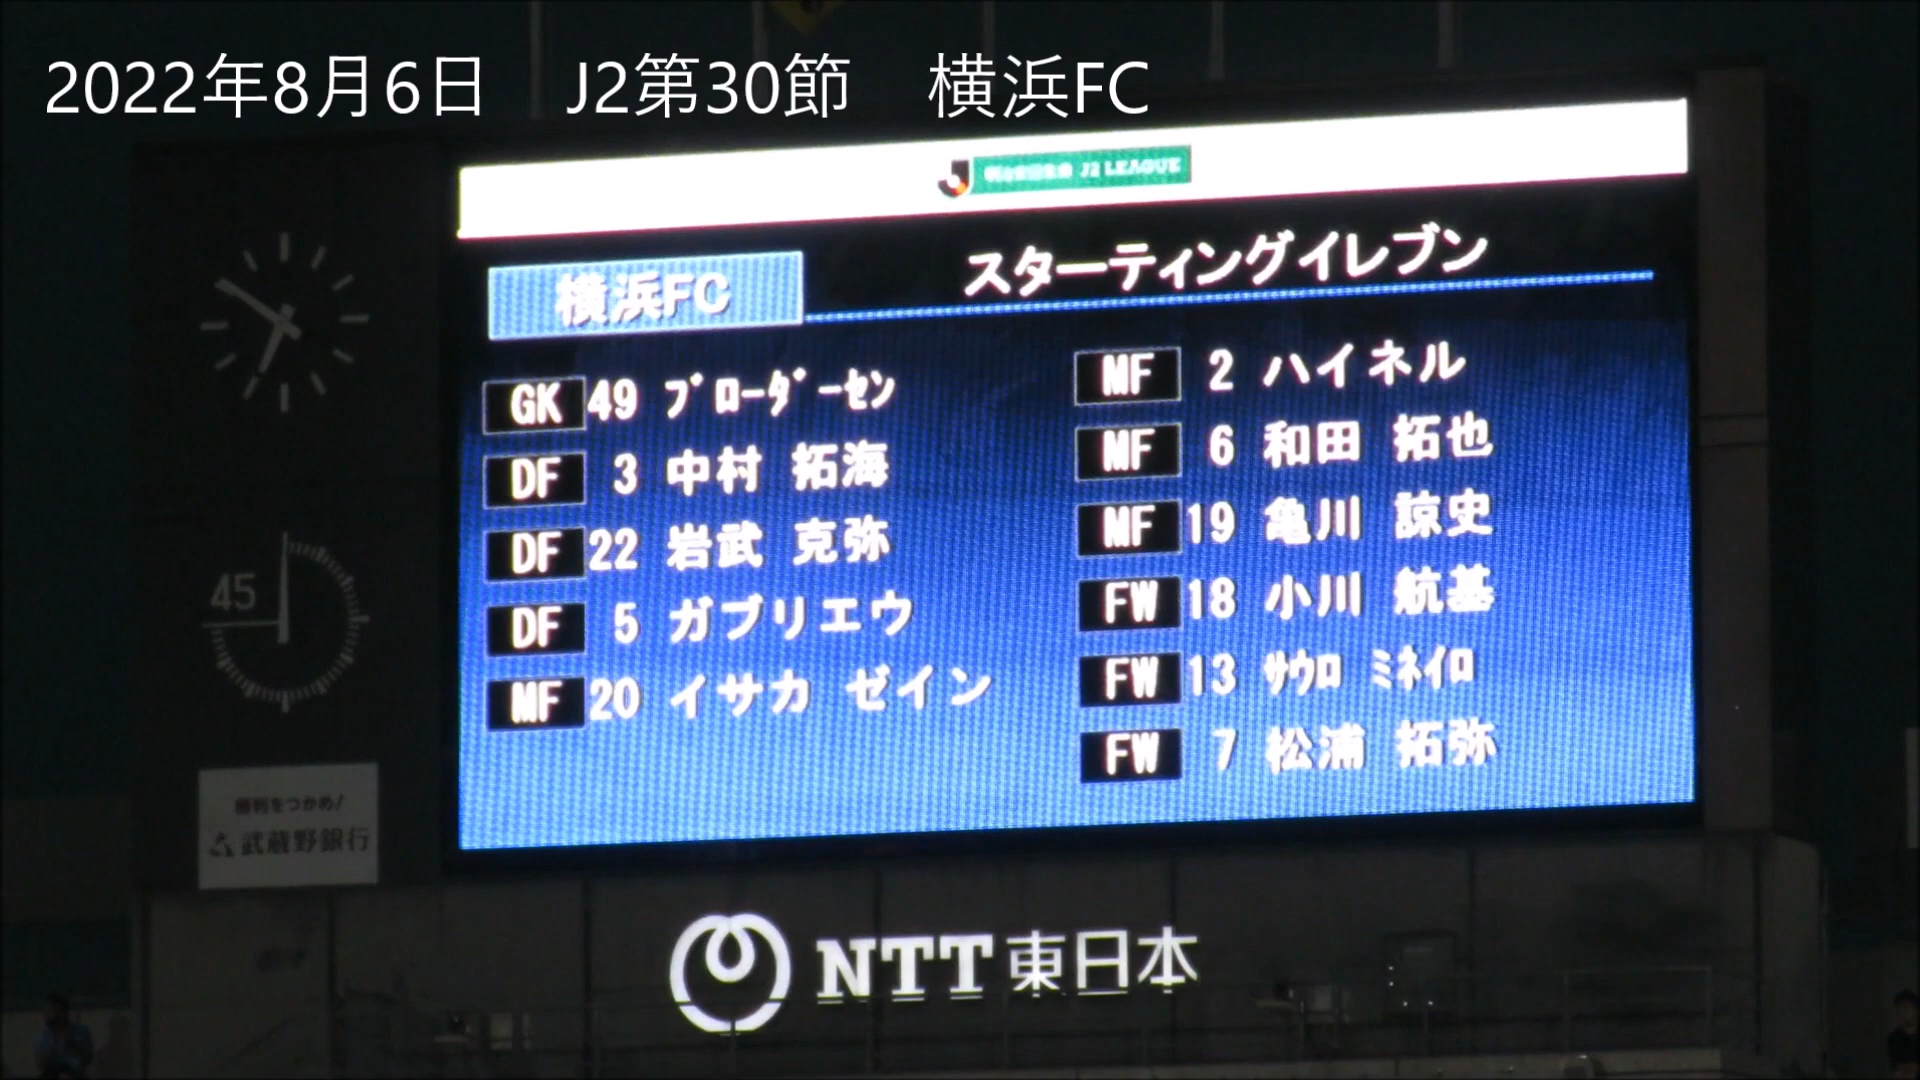 2022年8月6日　J2第30節　横浜FC
明治安田生命 J2 LEAGUE
横浜FC
スターティングイレブン
GK 49 ﾌﾞﾛｰﾀﾞｰｾﾝ
DF 3 中村 拓海
DF 22 岩武 克弥
DF 5 ガブリエウ
MF 20 イサカ ゼイン
MF 2 ハイネル
MF 6 和田 拓也
MF 19 亀川 諒史
FW 18 小川 航基
FW 13 ｻｳﾛ ﾐﾈｲﾛ
FW 7 松浦 拓弥
45
勝利をつかめ!
武蔵野銀行
NTT東日本